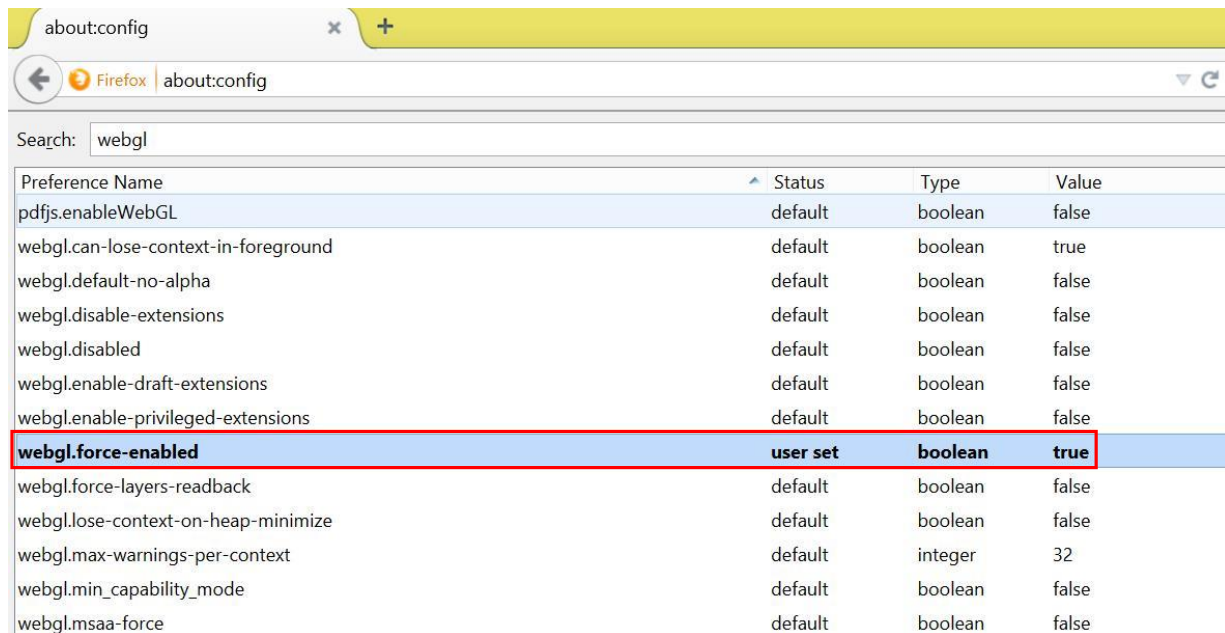 about:config
Firefox about:config
Search: webgl
Preference Name Status Type Value
pdfjs.enableWebGL default boolean false
webgl.can-lose-context-in-foreground default boolean true
webgl.default-no-alpha default boolean false
webgl.disable-extensions default boolean false
webgl.disabled default boolean false
webgl.enable-draft-extensions default boolean false
webgl.enable-privileged-extensions default boolean false
webgl.force-enabled user set boolean true
webgl.force-layers-readback default boolean false
webgl.lose-context-on-heap-minimize default boolean false
webgl.max-warnings-per-context default integer 32
webgl.min_capability_mode default boolean false
webgl.msaa-force default boolean false